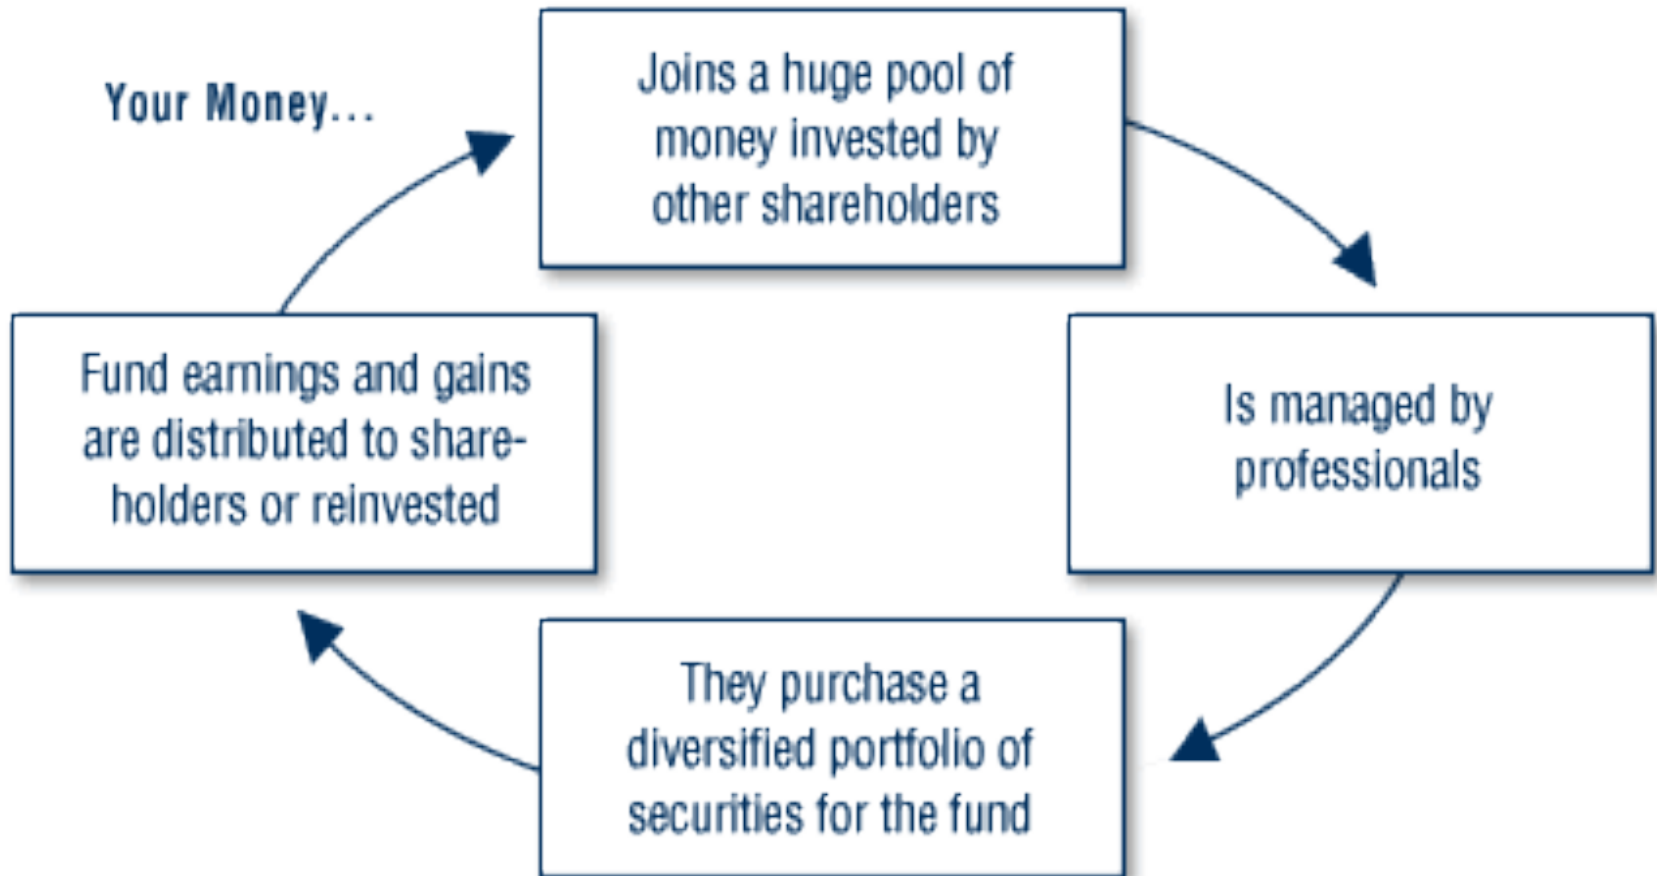 Your Money...
Joins a huge pool of
money invested by
other shareholders
Is managed by
professionals
They purchase a
diversified portfolio of
securities for the fund
Fund earnings and gains
are distributed to share-
holders or reinvested